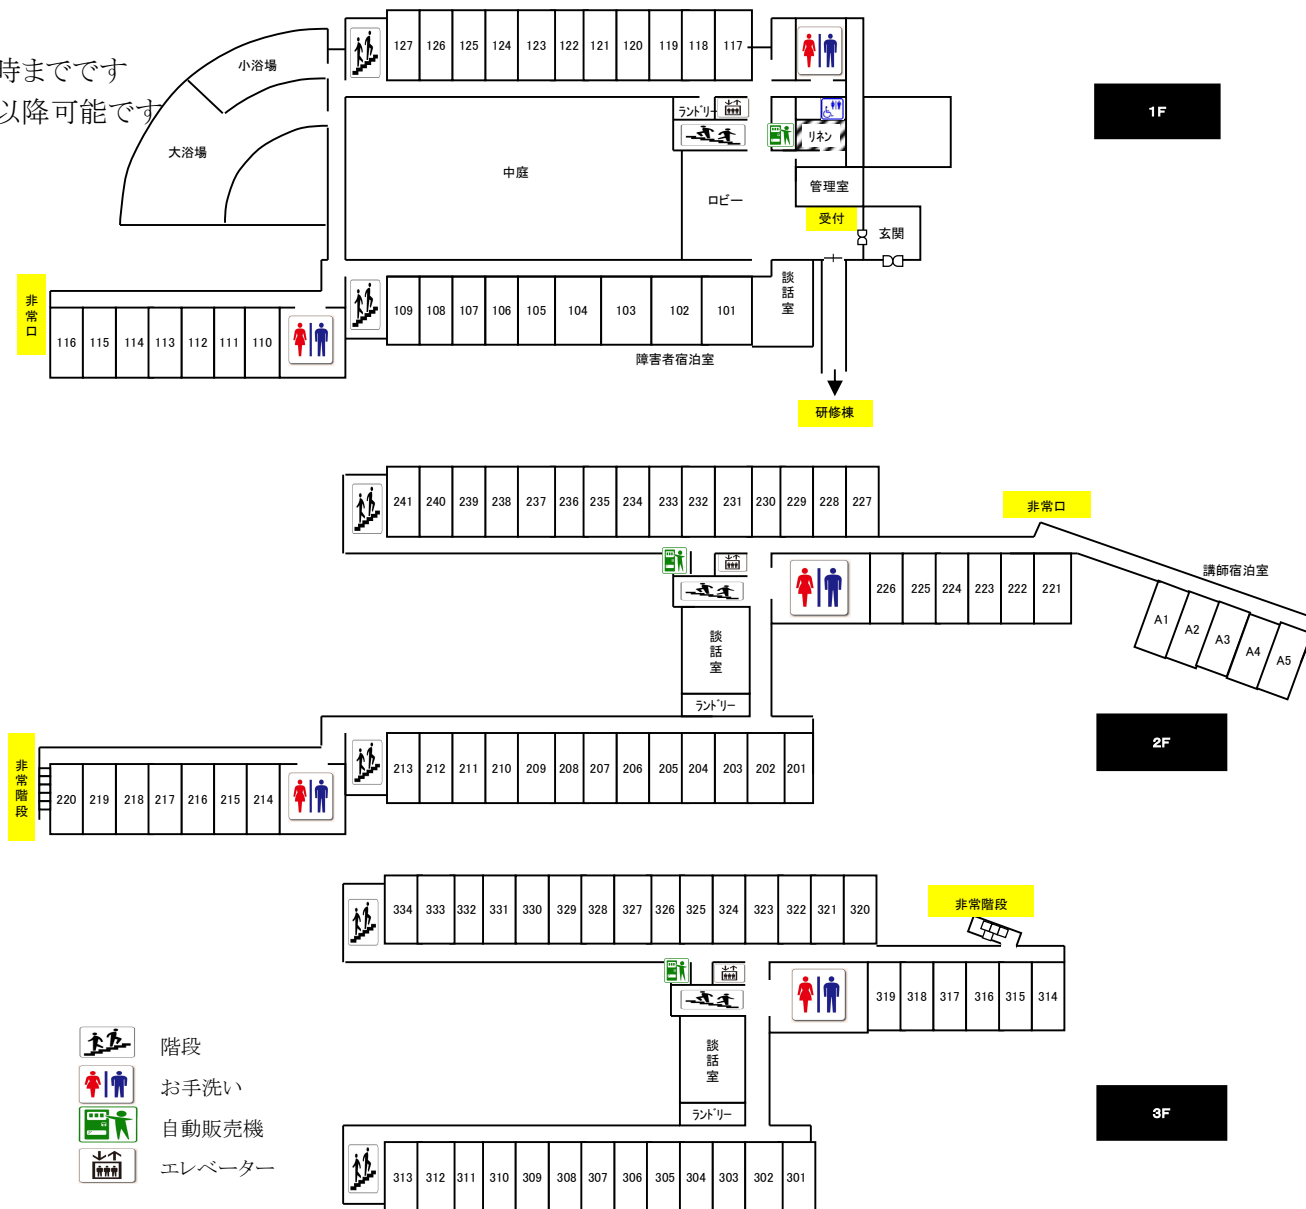 時までです
以降可能です
1F
小浴場
大浴場
127 126 125 124 123 122 121 120 119 118 117
ランドリー
リネン
中庭
ロビー
管理室
受付
玄関
談話室
非常口
116 115 114 113 112 111 110
109 108 107 106 105 104 103 102 101
障害者宿泊室
研修棟
241 240 239 238 237 236 235 234 233 232 231 230 229 228 227
非常口
講師宿泊室
226 225 224 223 222 221
A1 A2 A3 A4 A5
談話室
ランドリー
2F
非常階段
220 219 218 217 216 215 214
213 212 211 210 209 208 207 206 205 204 203 202 201
334 333 332 331 330 329 328 327 326 325 324 323 322 321 320
非常階段
319 318 317 316 315 314
談話室
ランドリー
3F
313 312 311 310 309 308 307 306 305 304 303 302 301
階段
お手洗い
自動販売機
エレベーター